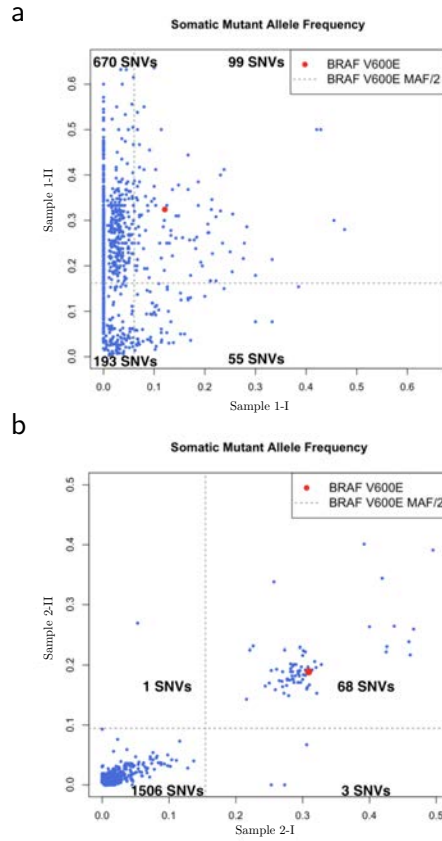 a
Somatic Mutant Allele Frequency
670 SNVs
99 SNVs
BRAF V600E
BRAF V600E MAF/2
0.6
0.5
0.4
0.3
0.2
0.1
0.0
Sample 1-II
193 SNVs
55 SNVs
0.0 0.1 0.2 0.3 0.4 0.5 0.6
Sample 1-I
b
Somatic Mutant Allele Frequency
BRAF V600E
BRAF V600E MAF/2
0.5
0.4
0.3
0.2
0.1
0.0
Sample 2-II
1 SNVs
68 SNVs
1506 SNVs
3 SNVs
0.0 0.1 0.2 0.3 0.4 0.5
Sample 2-I